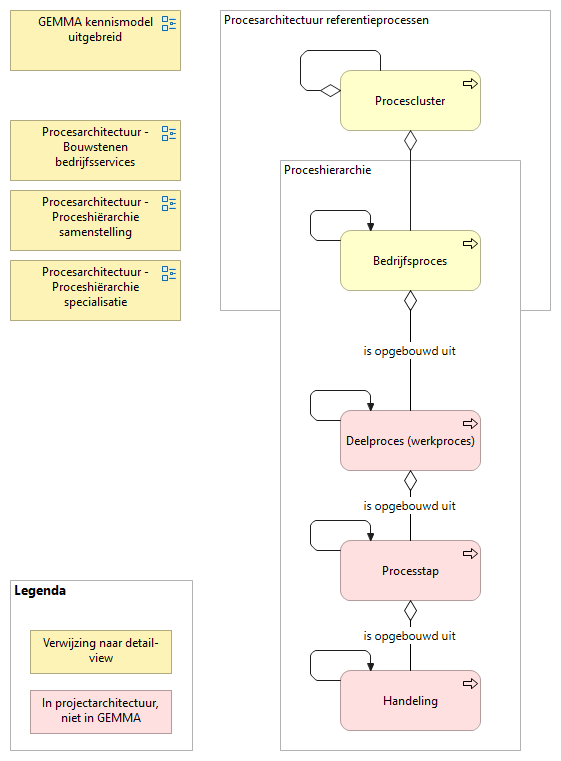 GEMMA kennismodel
uitgebreid
Procesarchitectuur -
Bouwstenen
bedrijfsservices
Procesarchitectuur -
Proceshiërarchie
samenstelling
Procesarchitectuur -
Proceshiërarchie
specialisatie
Procesarchitectuur referentieprocessen
Procescluster
Proceshierarchie
Bedrijfsproces
is opgebouwd uit
Deelproces (werkproces)
is opgebouwd uit
Processtap
is opgebouwd uit
Handeling
Legenda
Verwijzing naar detail-
view
In projectarchitectuur,
niet in GEMMA